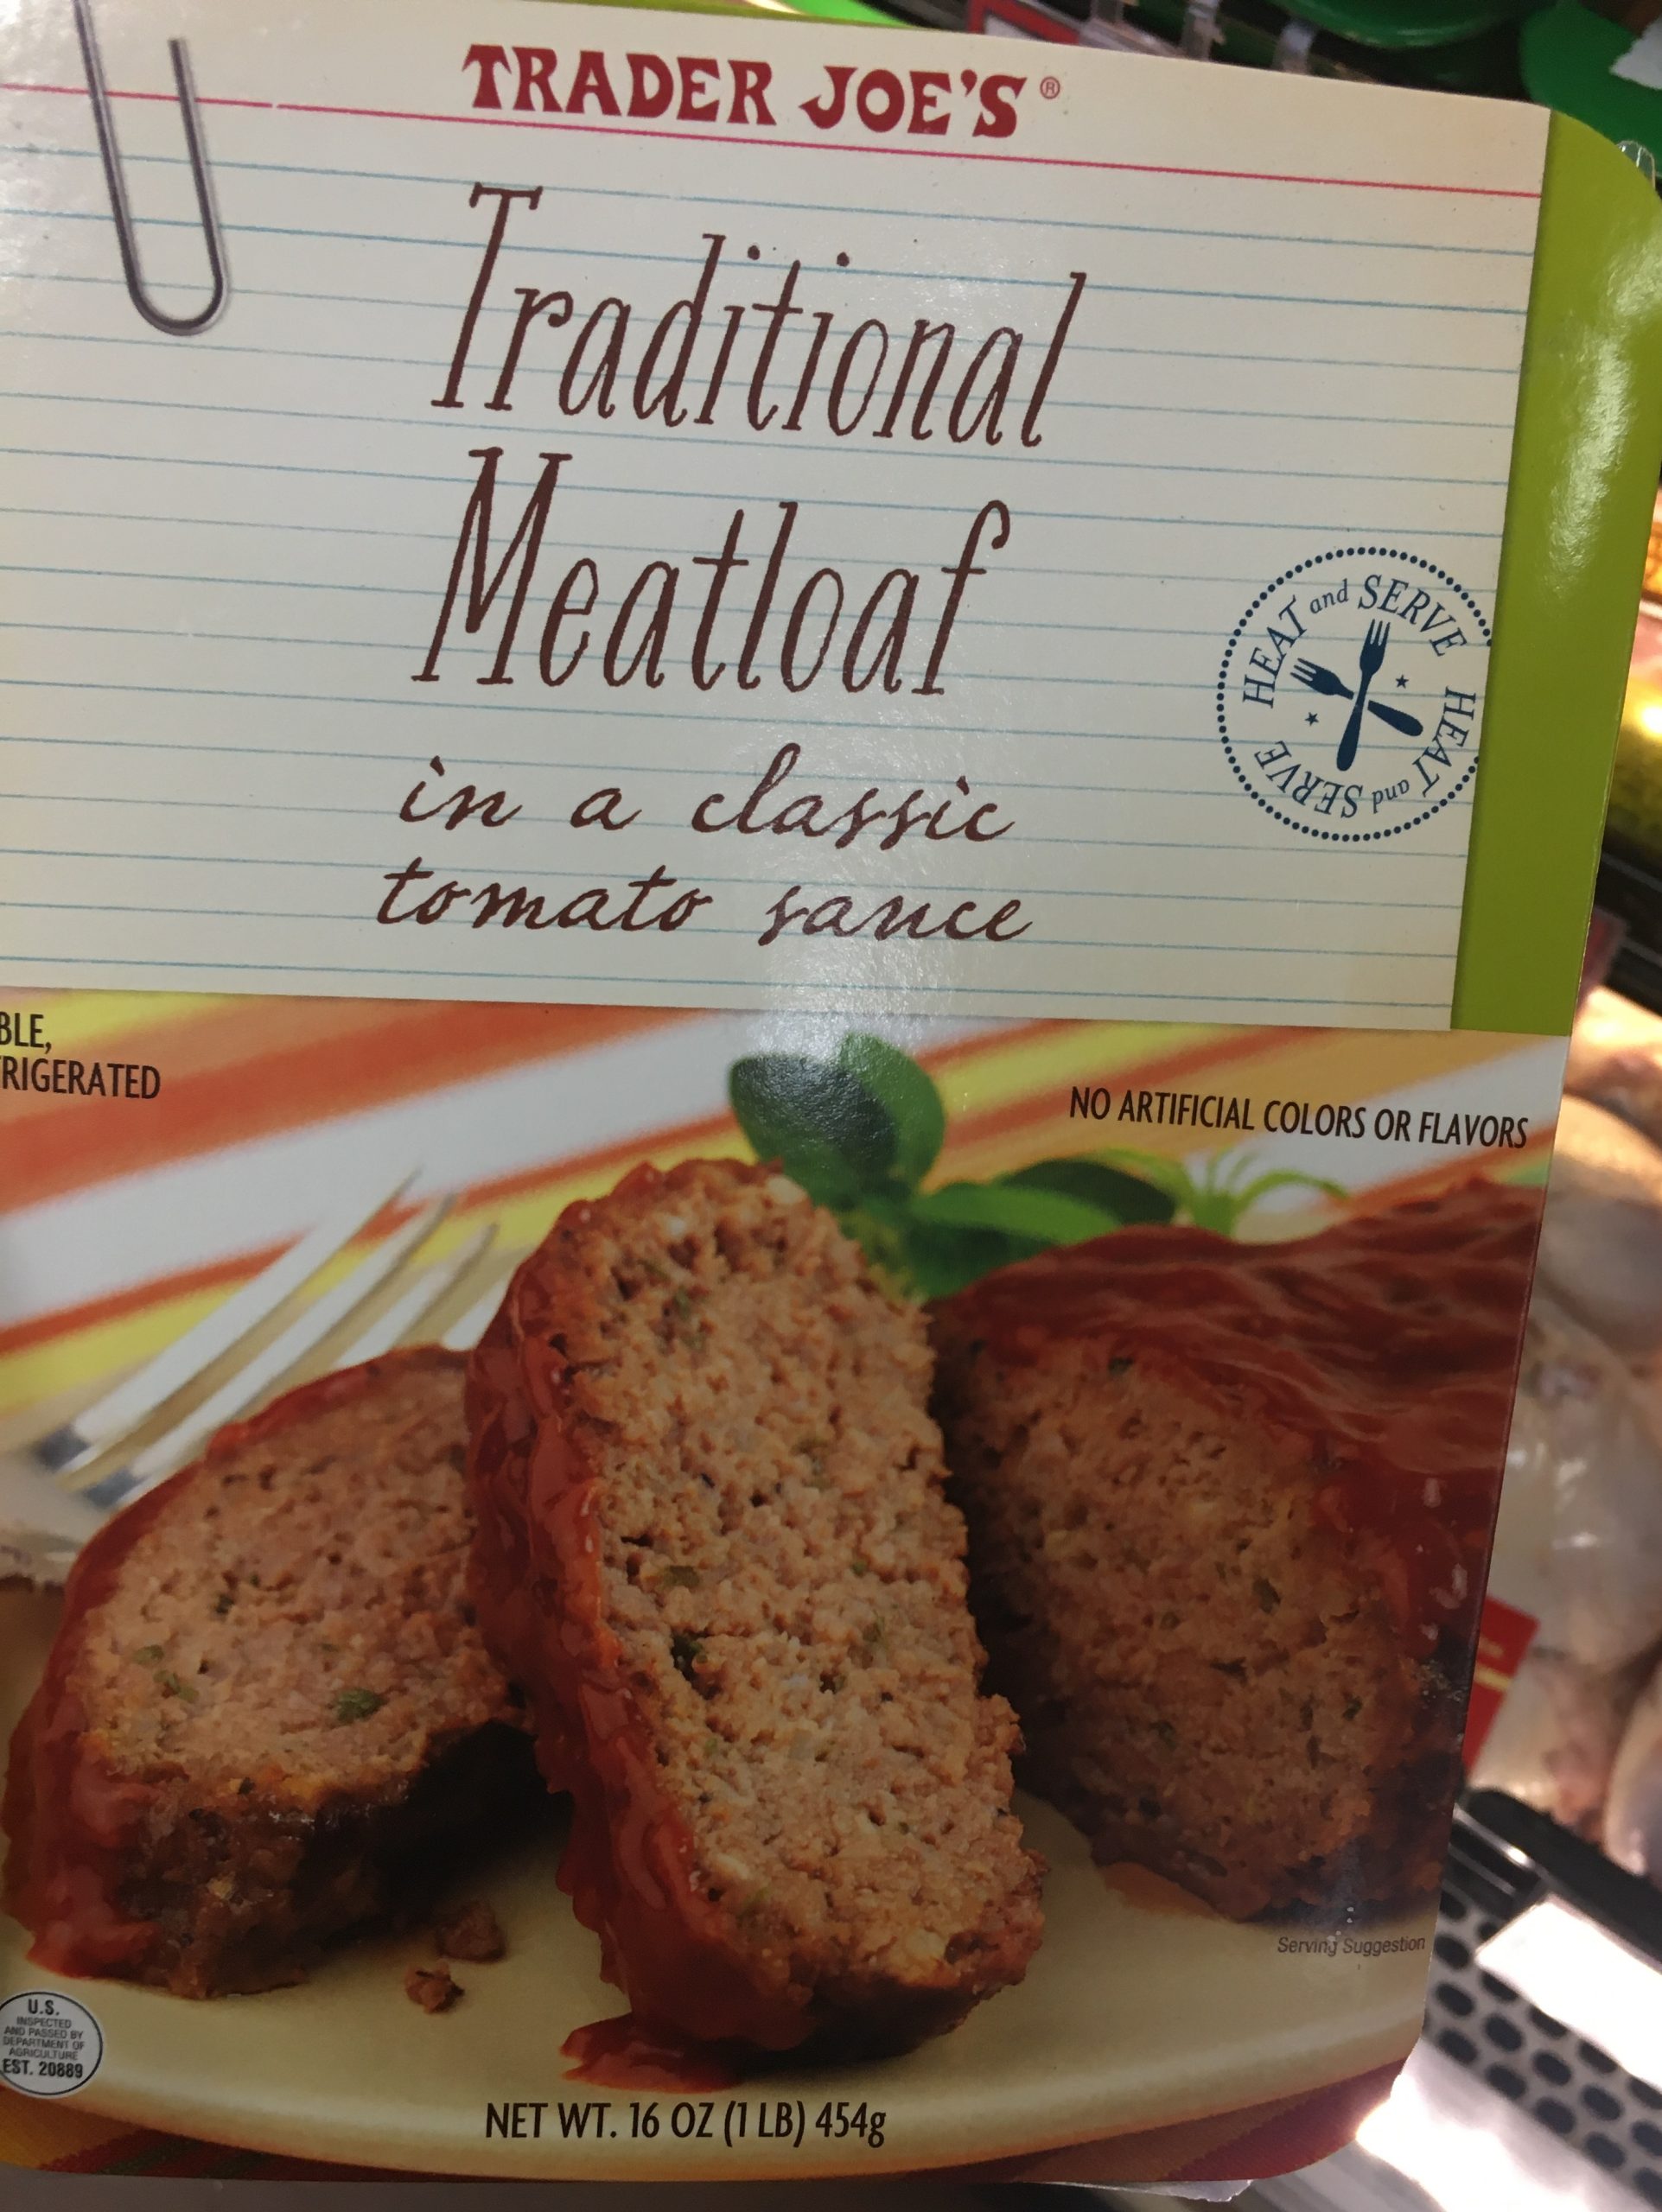 TRADER JOE'S®
Traditional
Meatloaf
in a classic
tomato sauce
HEAT and SERVE HEAT and SERVE
BLE,
RIGERATED
NO ARTIFICIAL COLORS OR FLAVORS
Serving Suggestion
U.S.
INSPECTED
AND PASSED BY
DEPARTMENT OF
AGRICULTURE
EST. 20889
NET WT. 16 OZ (1 LB) 454g